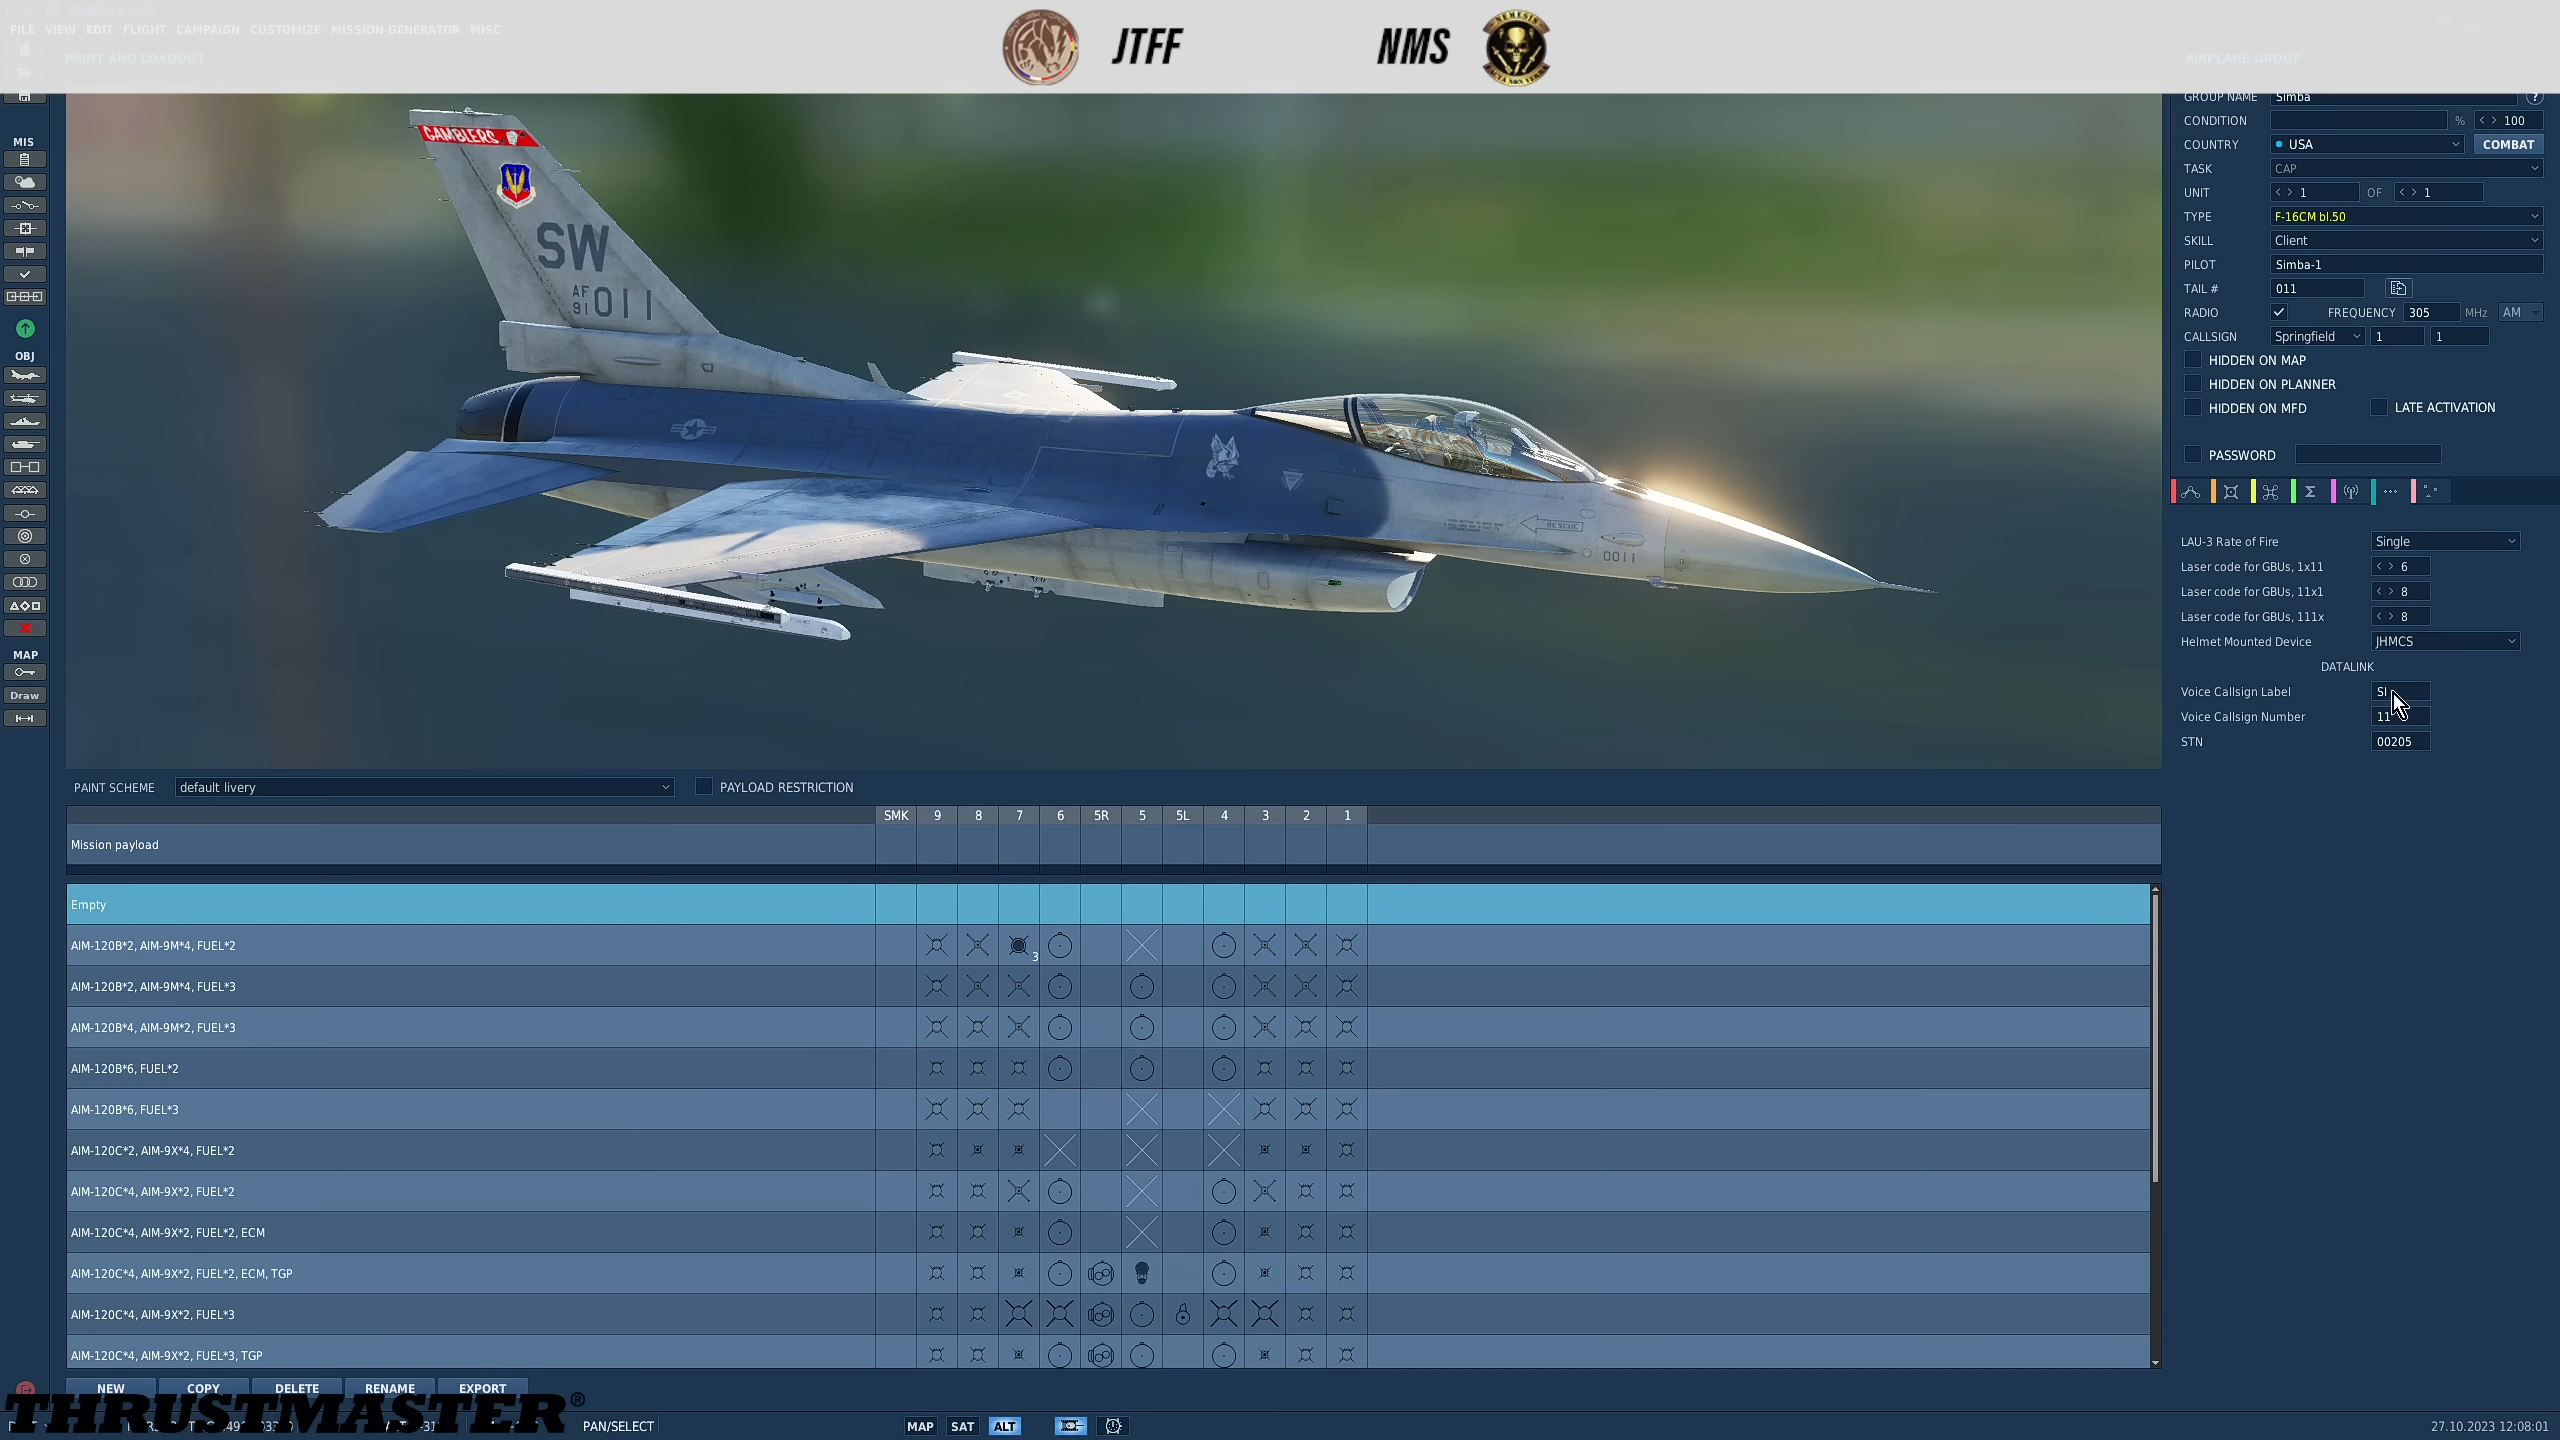 JTFF NMS
FILE VIEW EDIT FLIGHT CAMPAIGN CUSTOMIZE MISSION GENERATOR MISC
PAINT AND LOADOUT
AIRPLANE GROUP
GROUP NAME Simba ?
CONDITION % < > 100
COUNTRY USA COMBAT
TASK CAP
UNIT < > 1 OF < > 1
TYPE F-16CM bl.50
SKILL Client
PILOT Simba-1
TAIL # 011
RADIO FREQUENCY 305 MHz AM
CALLSIGN Springfield 1 1
HIDDEN ON MAP
HIDDEN ON PLANNER
HIDDEN ON MFD LATE ACTIVATION
PASSWORD
LAU-3 Rate of Fire Single
Laser code for GBUs, 1x11 < > 6
Laser code for GBUs, 11x1 < > 8
Laser code for GBUs, 111x < > 8
Helmet Mounted Device JHMCS
DATALINK
Voice Callsign Label SI
Voice Callsign Number 11
STN 00205
MIS
OBJ
MAP
Draw
GAMBLERS
SW
AF 91 011
RESCUE
0011
PAINT SCHEME default livery PAYLOAD RESTRICTION
SMK 9 8 7 6 5R 5 5L 4 3 2 1
Mission payload
Empty
AIM-120B*2, AIM-9M*4, FUEL*2 3
AIM-120B*2, AIM-9M*4, FUEL*3
AIM-120B*4, AIM-9M*2, FUEL*3
AIM-120B*6, FUEL*2
AIM-120B*6, FUEL*3
AIM-120C*2, AIM-9X*4, FUEL*2
AIM-120C*4, AIM-9X*2, FUEL*2
AIM-120C*4, AIM-9X*2, FUEL*2, ECM
AIM-120C*4, AIM-9X*2, FUEL*2, ECM, TGP
AIM-120C*4, AIM-9X*2, FUEL*3
AIM-120C*4, AIM-9X*2, FUEL*3, TGP
NEW COPY DELETE RENAME EXPORT
THRUSTMASTER®
PAN/SELECT MAP SAT ALT 27.10.2023 12:08:01